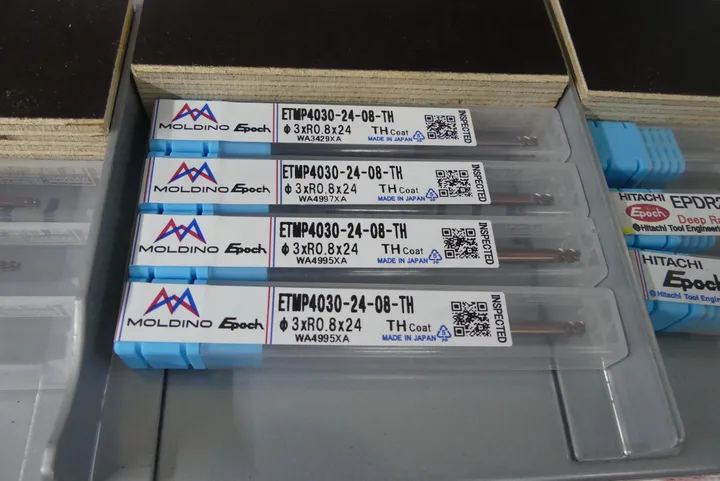 MOLDINO Epoch
ETMP4030-24-08-TH
Φ3xR0.8x24 TH Coat
WA3429XA MADE IN JAPAN
INSPECTED
MOLDINO Epoch
ETMP4030-24-08-TH
Φ3xR0.8x24 TH Coat
WA4997XA MADE IN JAPAN
INSPECTED
MOLDINO Epoch
ETMP4030-24-08-TH
Φ3xR0.8x24 TH Coat
WA4995XA MADE IN JAPAN
INSPECTED
MOLDINO Epoch
ETMP4030-24-08-TH
Φ3xR0.8x24 TH Coat
WA4995XA MADE IN JAPAN
INSPECTED
HITACHI EPDR
Epoch Deep Ra
Hitachi Tool Engineer
HITACHI
Epoch
Hitachi Tool Engineer